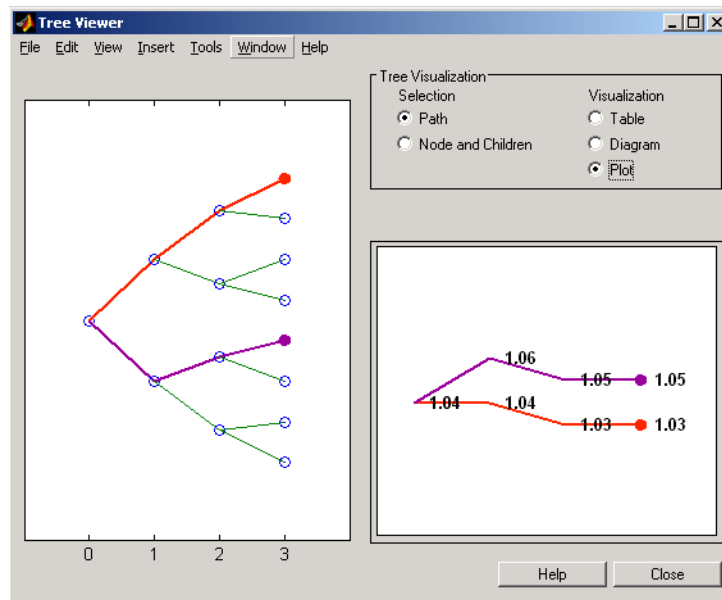 Tree Viewer
File Edit View Insert Tools Window Help
Tree Visualization
Selection
Path
Node and Children
Visualization
Table
Diagram
Plot
0 1 2 3
1.06
1.05 1.05
1.04 1.04
1.03 1.03
Help Close